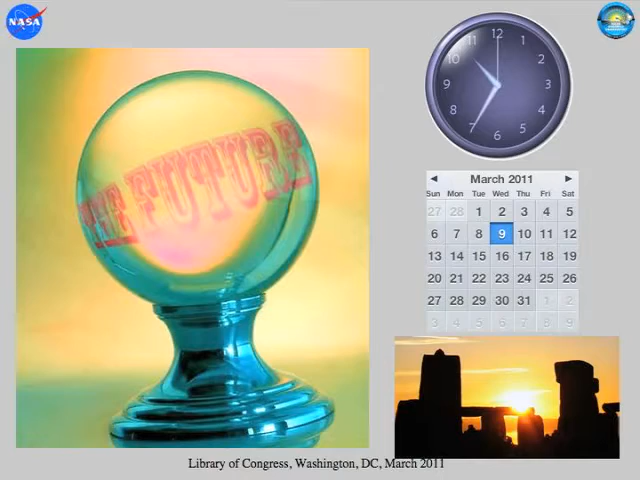 NASA
THE FUTURE
12
11
1
10
2
9
3
8
4
7
5
6
March 2011
Sun Mon Tue Wed Thu Fri Sat
27 28 1 2 3 4 5
6 7 8 9 10 11 12
13 14 15 16 17 18 19
20 21 22 23 24 25 26
27 28 29 30 31 1 2
3 4 5 6 7 8 9
Library of Congress, Washington, DC, March 2011